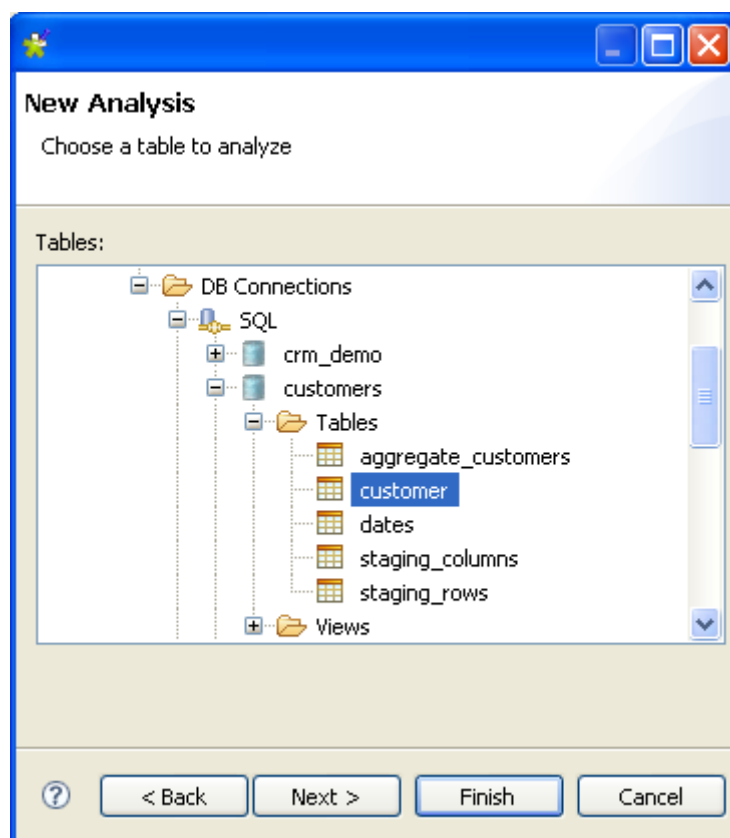 New Analysis
Choose a table to analyze
Tables:
DB Connections
SQL
crm_demo
customers
Tables
aggregate_customers
customer
dates
staging_columns
staging_rows
Views
< Back Next > Finish Cancel